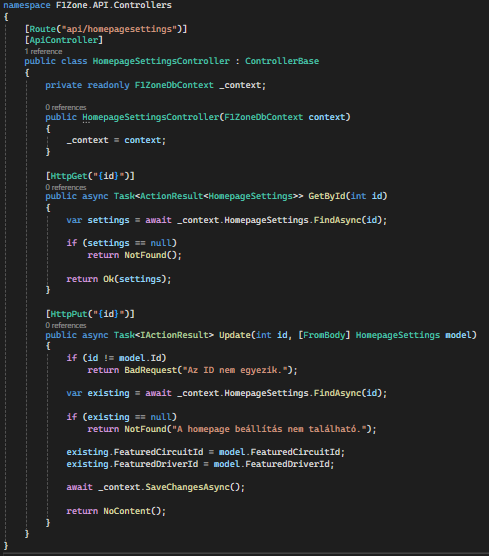 namespace F1Zone.API.Controllers
{
[Route("api/homepagesettings")]
[ApiController]
1 reference
public class HomepageSettingsController : ControllerBase
{
private readonly F1ZoneDbContext _context;
0 references
public HomepageSettingsController(F1ZoneDbContext context)
{
_context = context;
}
[HttpGet("{id}")]
0 references
public async Task<ActionResult<HomepageSettings>> GetById(int id)
{
var settings = await _context.HomepageSettings.FindAsync(id);
if (settings == null)
return NotFound();
return Ok(settings);
}
[HttpPut("{id}")]
0 references
public async Task<IActionResult> Update(int id, [FromBody] HomepageSettings model)
{
if (id != model.Id)
return BadRequest("Az ID nem egyezik.");
var existing = await _context.HomepageSettings.FindAsync(id);
if (existing == null)
return NotFound("A homepage beállítás nem található.");
existing.FeaturedCircuitId = model.FeaturedCircuitId;
existing.FeaturedDriverId = model.FeaturedDriverId;
await _context.SaveChangesAsync();
return NoContent();
}
}
}